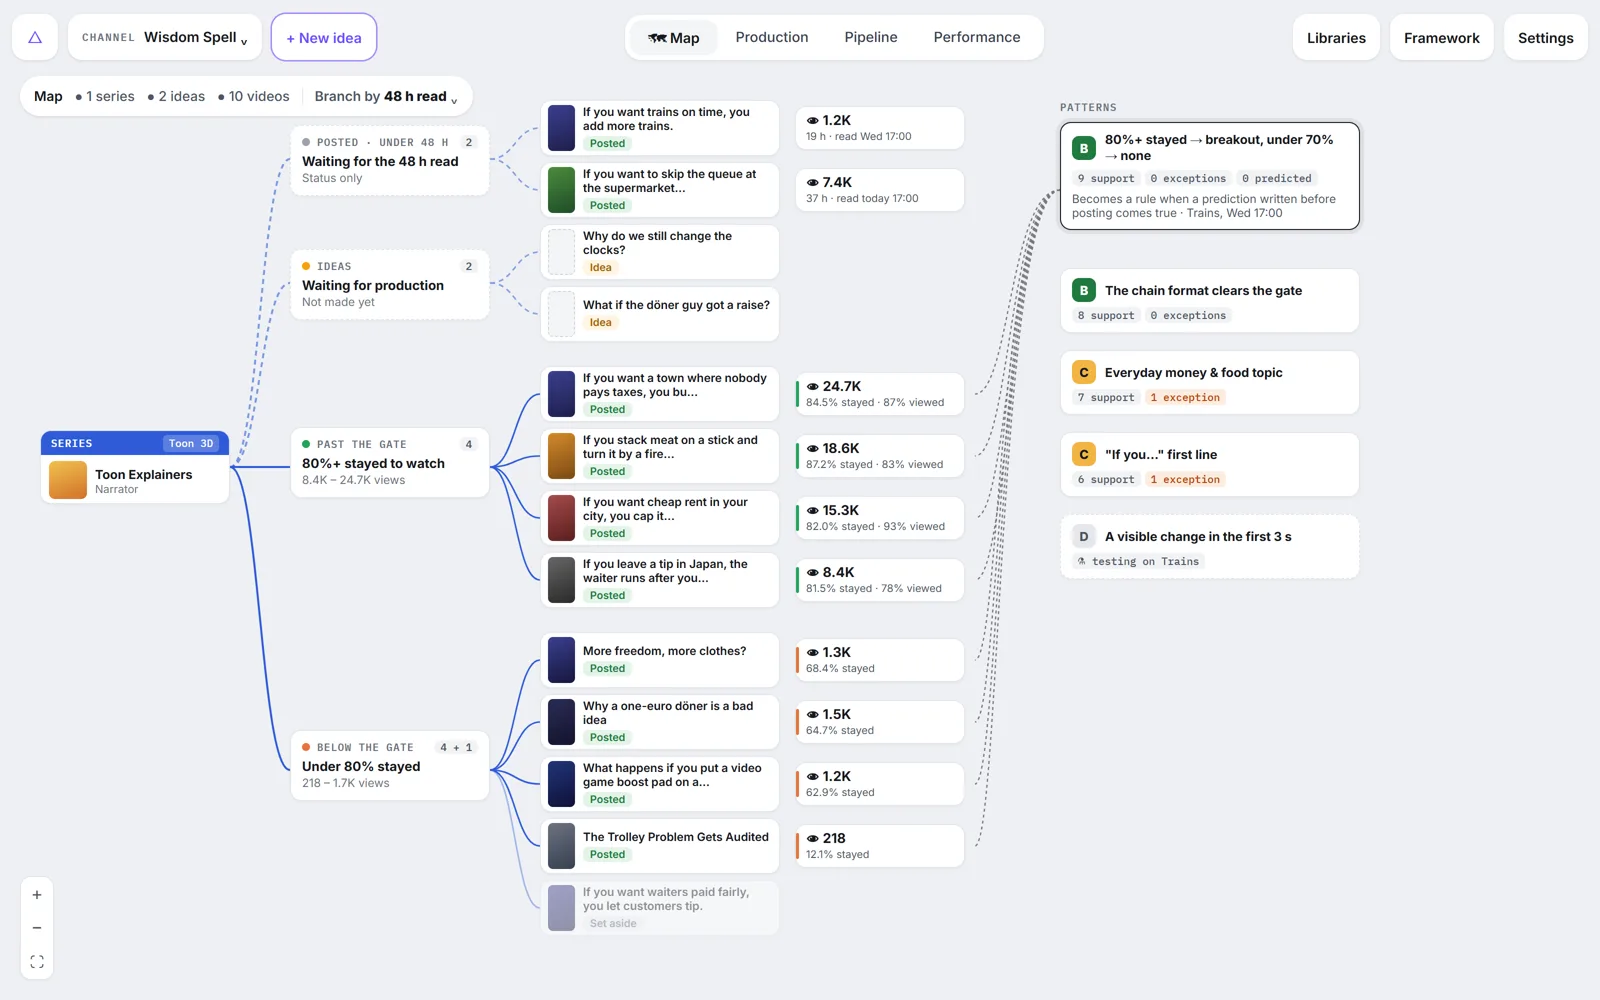 CHANNEL Wisdom Spell
+ New idea
Map
Production
Pipeline
Performance
Libraries
Framework
Settings
Map • 1 series • 2 ideas • 10 videos Branch by 48 h read
SERIES Toon 3D
Toon Explainers
Narrator
POSTED · UNDER 48 H 2
Waiting for the 48 h read
Status only
IDEAS 2
Waiting for production
Not made yet
PAST THE GATE 4
80%+ stayed to watch
8.4K – 24.7K views
BELOW THE GATE 4 + 1
Under 80% stayed
218 – 1.7K views
If you want trains on time, you
add more trains.
Posted
1.2K
19 h · read Wed 17:00
If you want to skip the queue at
the supermarket...
Posted
7.4K
37 h · read today 17:00
Why do we still change the
clocks?
Idea
What if the döner guy got a raise?
Idea
If you want a town where nobody
pays taxes, you bu...
Posted
24.7K
84.5% stayed · 87% viewed
If you stack meat on a stick and
turn it by a fire...
Posted
18.6K
87.2% stayed · 83% viewed
If you want cheap rent in your
city, you cap it...
Posted
15.3K
82.0% stayed · 93% viewed
If you leave a tip in Japan, the
waiter runs after you...
Posted
8.4K
81.5% stayed · 78% viewed
More freedom, more clothes?
Posted
1.3K
68.4% stayed
Why a one-euro döner is a bad
idea
Posted
1.5K
64.7% stayed
What happens if you put a video
game boost pad on a...
Posted
1.2K
62.9% stayed
The Trolley Problem Gets Audited
Posted
218
12.1% stayed
If you want waiters paid fairly,
you let customers tip.
Set aside
PATTERNS
B 80%+ stayed → breakout, under 70%
→ none
9 support 0 exceptions 0 predicted
Becomes a rule when a prediction written before
posting comes true · Trains, Wed 17:00
B The chain format clears the gate
8 support 0 exceptions
C Everyday money & food topic
7 support 1 exception
C "If you..." first line
6 support 1 exception
D A visible change in the first 3 s
testing on Trains
+
−